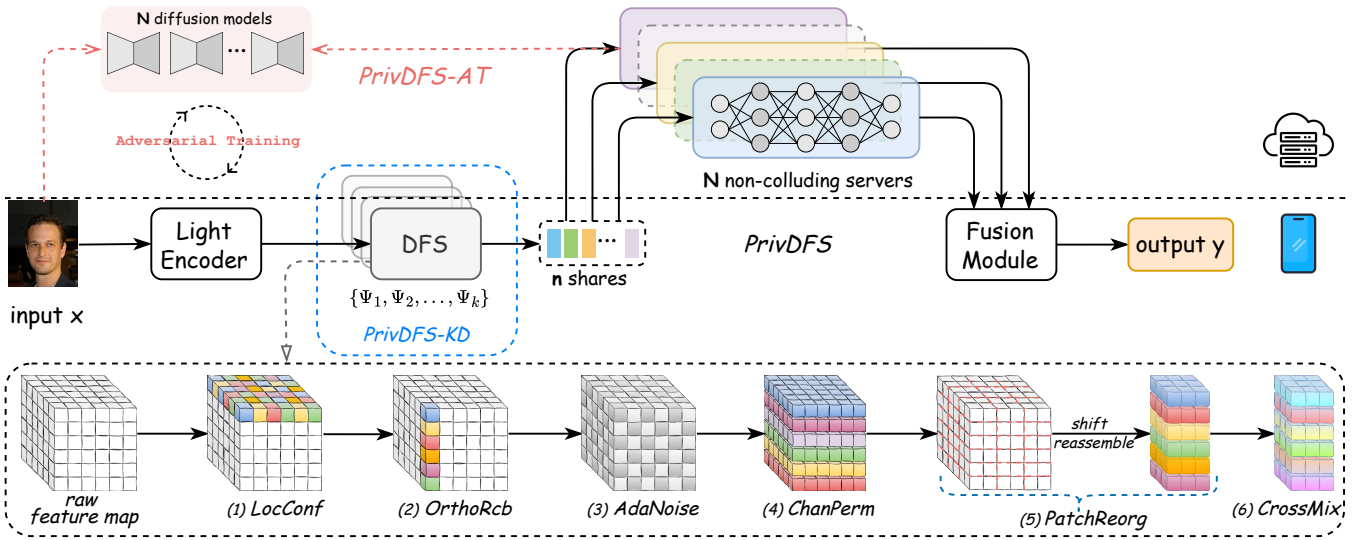 N diffusion models
PrivDFS-AT
Adversarial Training
N non-colluding servers
Light
Encoder
DFS
{Ψ₁, Ψ₂, . . . , Ψₖ}
PrivDFS-KD
n shares
PrivDFS
Fusion
Module
output y
input x
raw
feature map
(1) LocConf
(2) OrthoRcb
(3) AdaNoise
(4) ChanPerm
shift
reassemble
(5) PatchReorg
(6) CrossMix